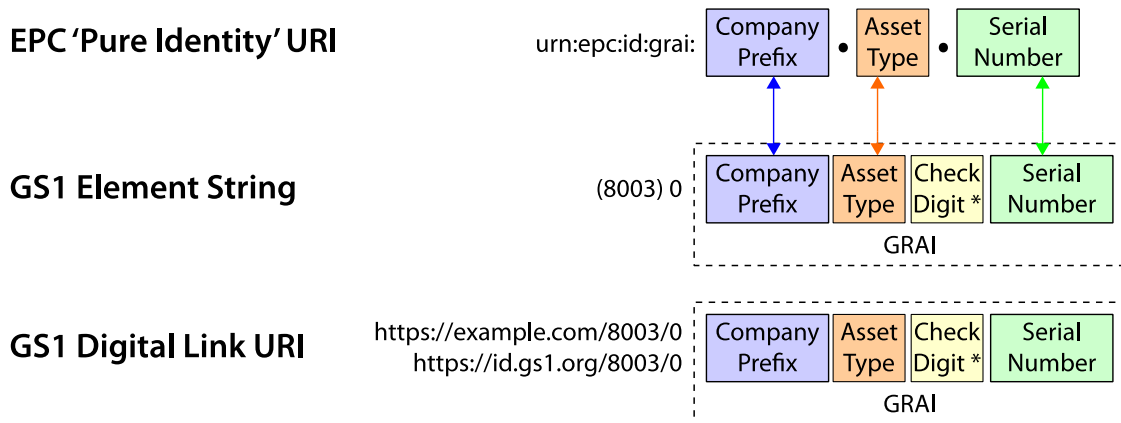 EPC ‘Pure Identity’ URI
urn:epc:id:grai:
Company
Prefix
•
Asset
Type
•
Serial
Number
GS1 Element String
(8003) 0
Company
Prefix
Asset
Type
Check
Digit *
Serial
Number
GRAI
GS1 Digital Link URI
https://example.com/8003/0
https://id.gs1.org/8003/0
Company
Prefix
Asset
Type
Check
Digit *
Serial
Number
GRAI